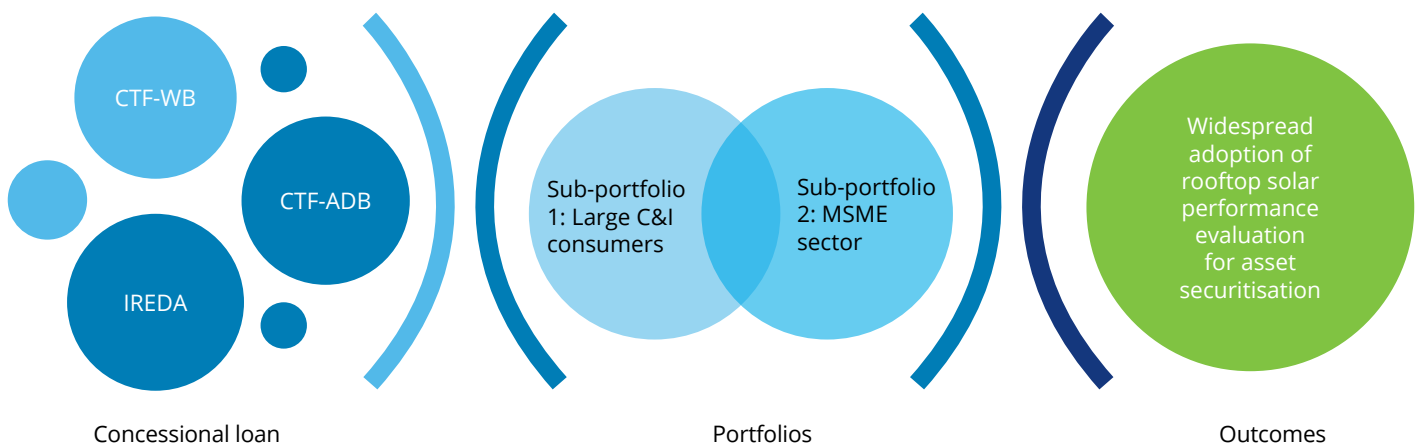 CTF-WB
CTF-ADB
IREDA
Concessional loan
Sub-portfolio
1: Large C&I
consumers
Sub-portfolio
2: MSME
sector
Portfolios
Widespread
adoption of
rooftop solar
performance
evaluation
for asset
securitisation
Outcomes